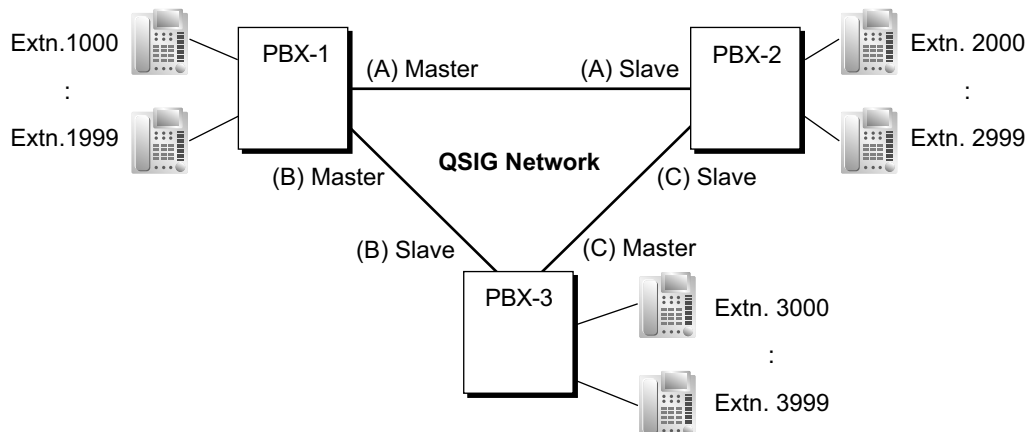 Extn.1000
:
Extn.1999
PBX-1
(A) Master
(A) Slave
PBX-2
Extn. 2000
:
Extn. 2999
QSIG Network
(B) Master
(C) Slave
(B) Slave
(C) Master
PBX-3
Extn. 3000
:
Extn. 3999